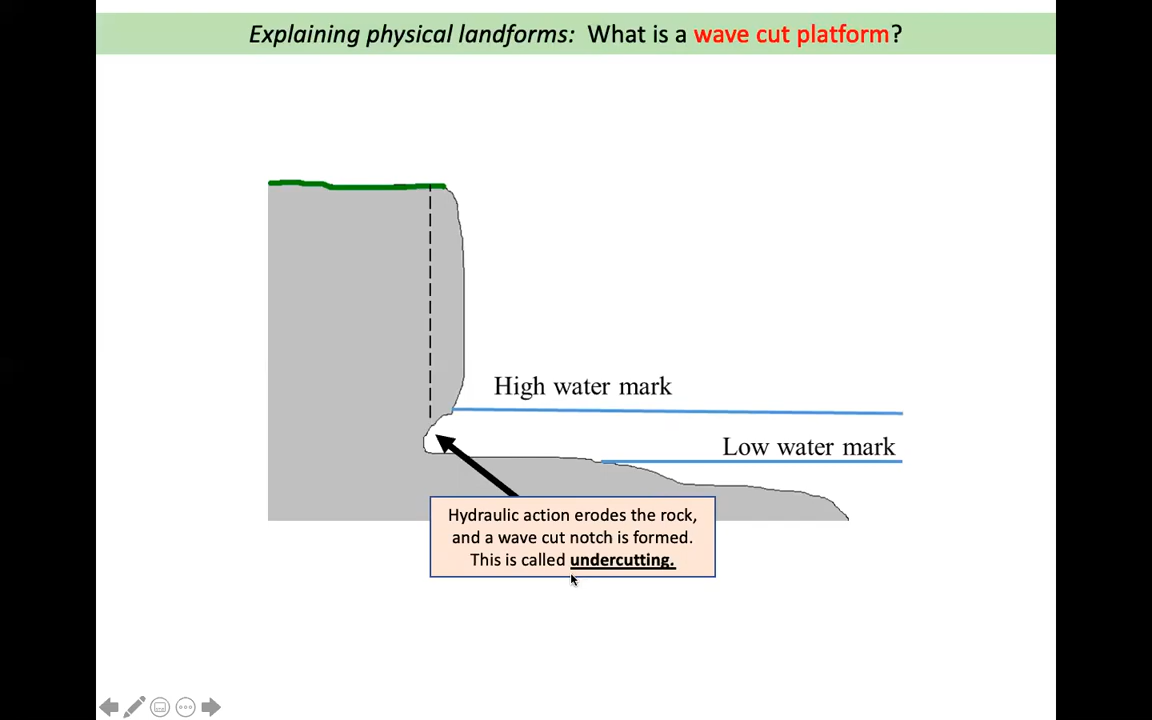 Explaining physical landforms: What is a wave cut platform?
High water mark
Low water mark
Hydraulic action erodes the rock,
and a wave cut notch is formed.
This is called undercutting.